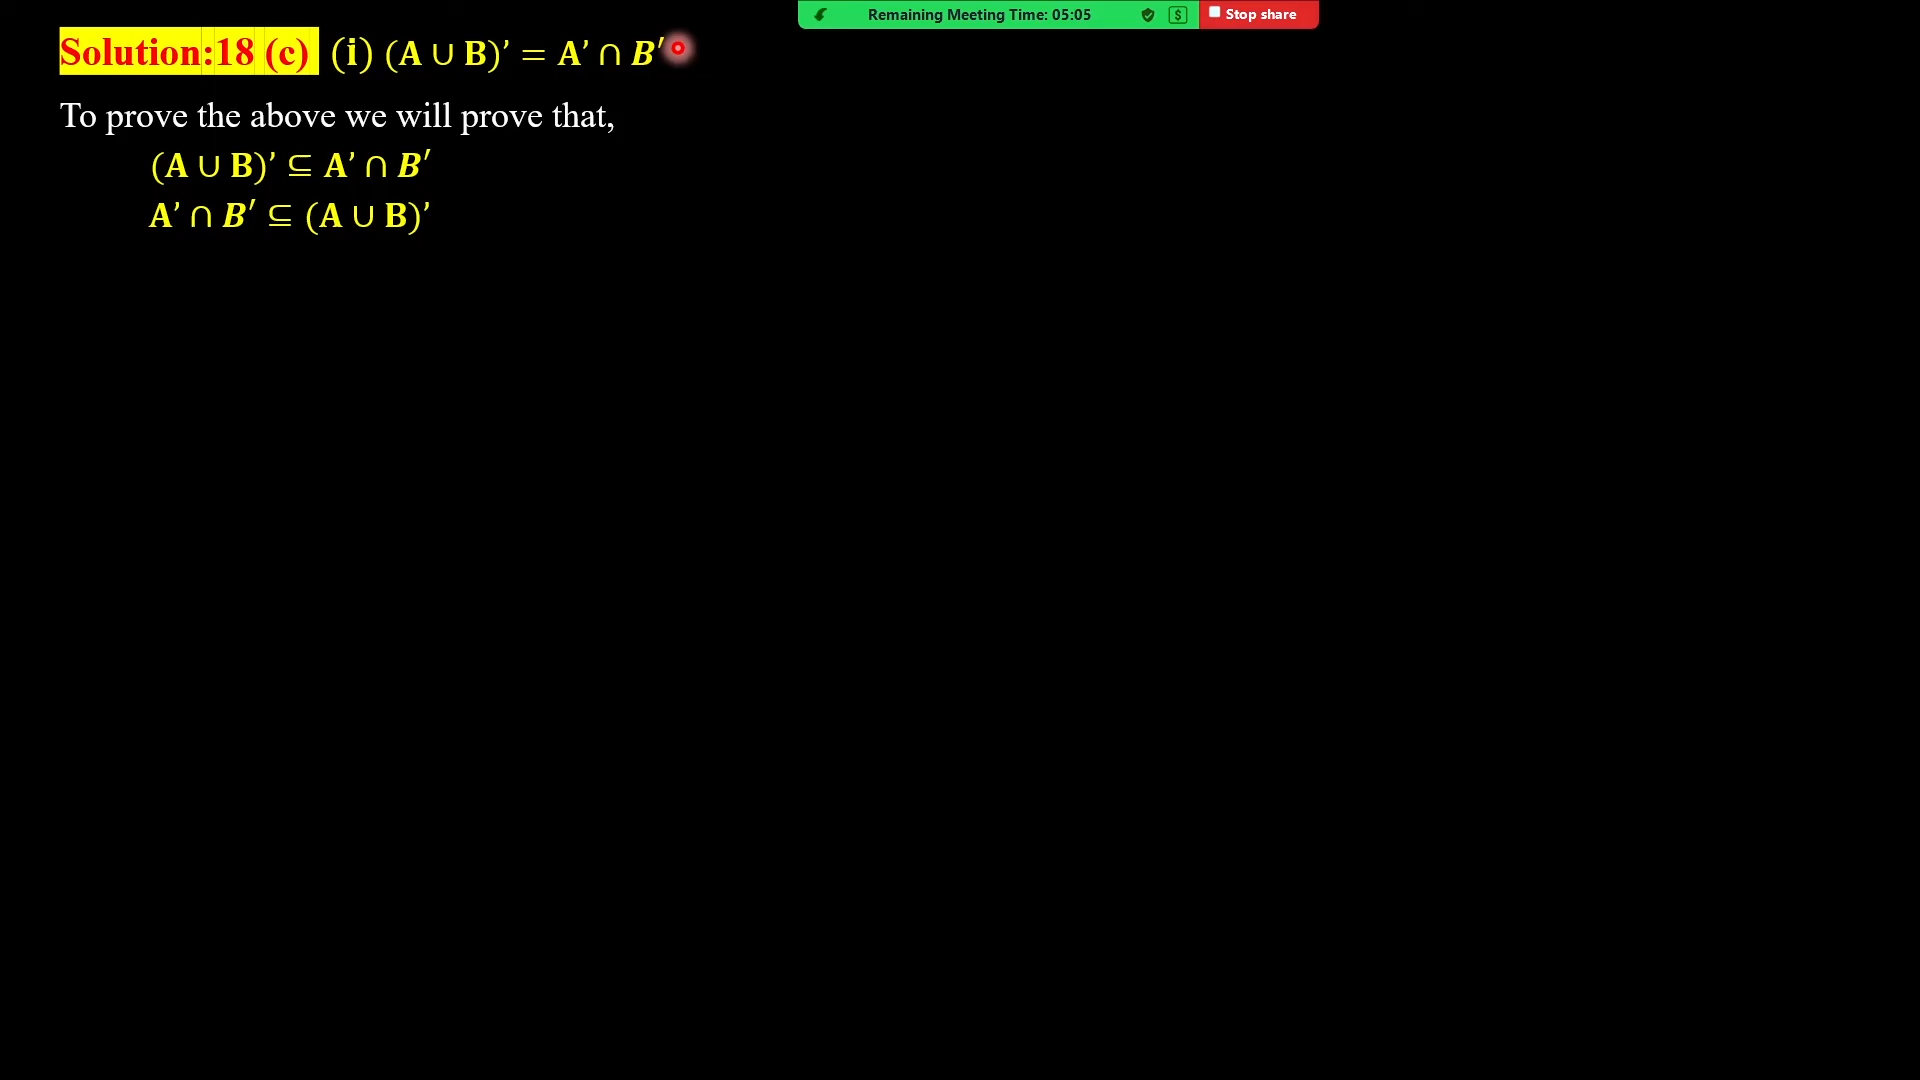 Remaining Meeting Time: 05:05
Stop share
Solution:18 (c) (i) (A ∪ B)’ = A’ ∩ B′
To prove the above we will prove that,
(A ∪ B)’ ⊆ A’ ∩ B′
A’ ∩ B′ ⊆ (A ∪ B)’